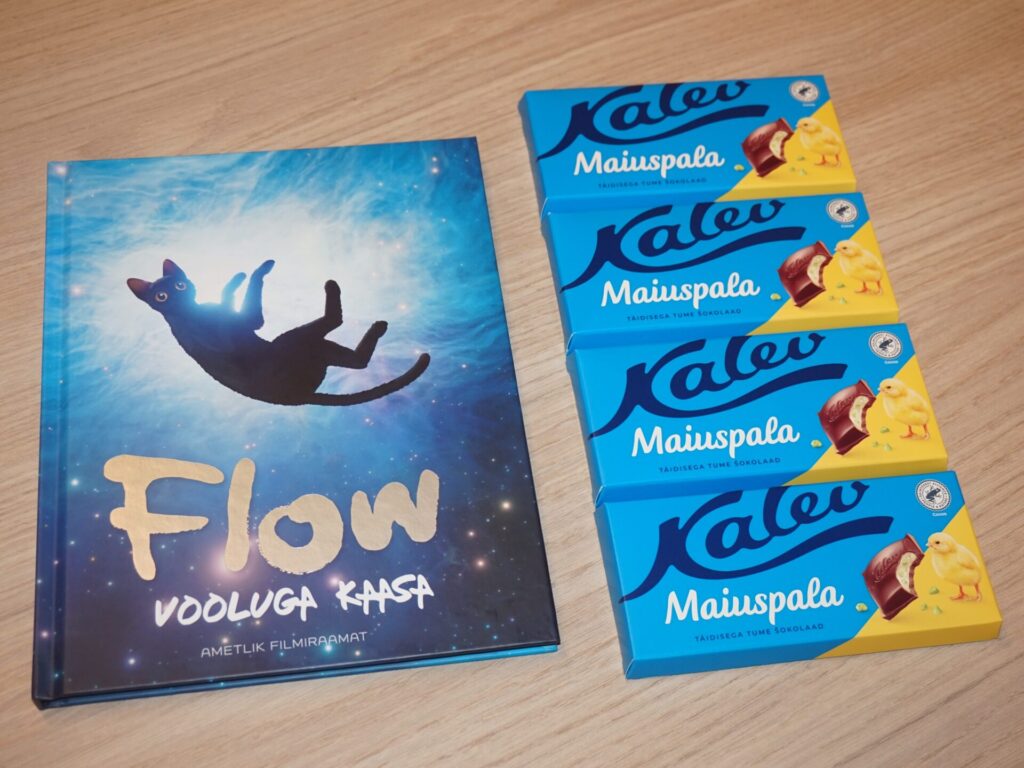 Flow
VOOLUGA KAASA
AMETLIK FILMIRAAMAT
Kalev
Maiuspala
TÄIDISEGA TUME ŠOKOLAAD
Kalev
Maiuspala
TÄIDISEGA TUME ŠOKOLAAD
Kalev
Maiuspala
TÄIDISEGA TUME ŠOKOLAAD
Kalev
Maiuspala
TÄIDISEGA TUME ŠOKOLAAD